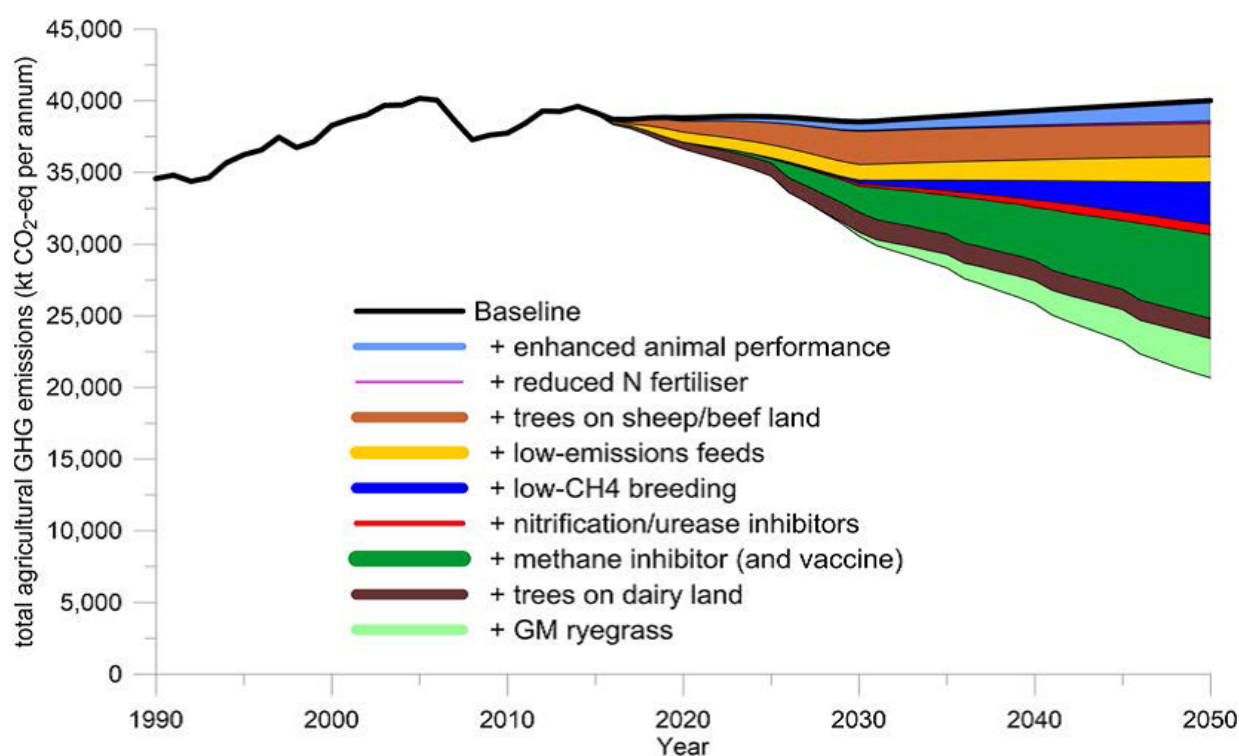 total agricultural GHG emissions (kt CO₂-eq per annum)
45,000
40,000
35,000
30,000
25,000
20,000
15,000
10,000
5,000
0
Baseline
+ enhanced animal performance
+ reduced N fertiliser
+ trees on sheep/beef land
+ low-emissions feeds
+ low-CH4 breeding
+ nitrification/urease inhibitors
+ methane inhibitor (and vaccine)
+ trees on dairy land
+ GM ryegrass
1990 2000 2010 2020 2030 2040 2050
Year